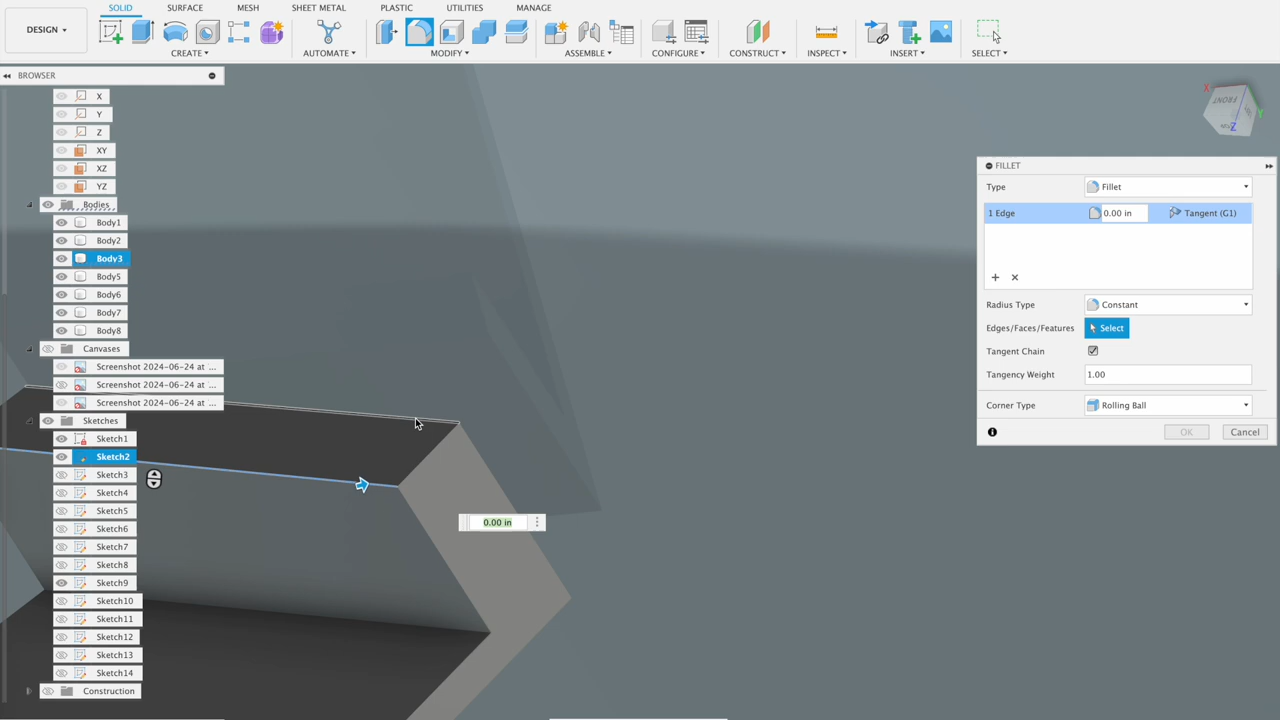 SOLID SURFACE MESH SHEET METAL PLASTIC UTILITIES MANAGE
DESIGN
CREATE AUTOMATE MODIFY ASSEMBLE CONFIGURE CONSTRUCT INSPECT INSERT SELECT
BROWSER
X
Y
Z
XY
XZ
YZ
Bodies
Body1
Body2
Body3
Body5
Body6
Body7
Body8
Canvases
Screenshot 2024-06-24 at ...
Screenshot 2024-06-24 at ...
Screenshot 2024-06-24 at ...
Sketches
Sketch1
Sketch2
Sketch3
Sketch4
Sketch5
Sketch6
Sketch7
Sketch8
Sketch9
Sketch10
Sketch11
Sketch12
Sketch13
Sketch14
Construction
0.00 in
X
FRONT
Y
Z
FILLET
Type Fillet
1 Edge 0.00 in Tangent (G1)
Radius Type Constant
Edges/Faces/Features Select
Tangent Chain
Tangency Weight 1.00
Corner Type Rolling Ball
OK Cancel